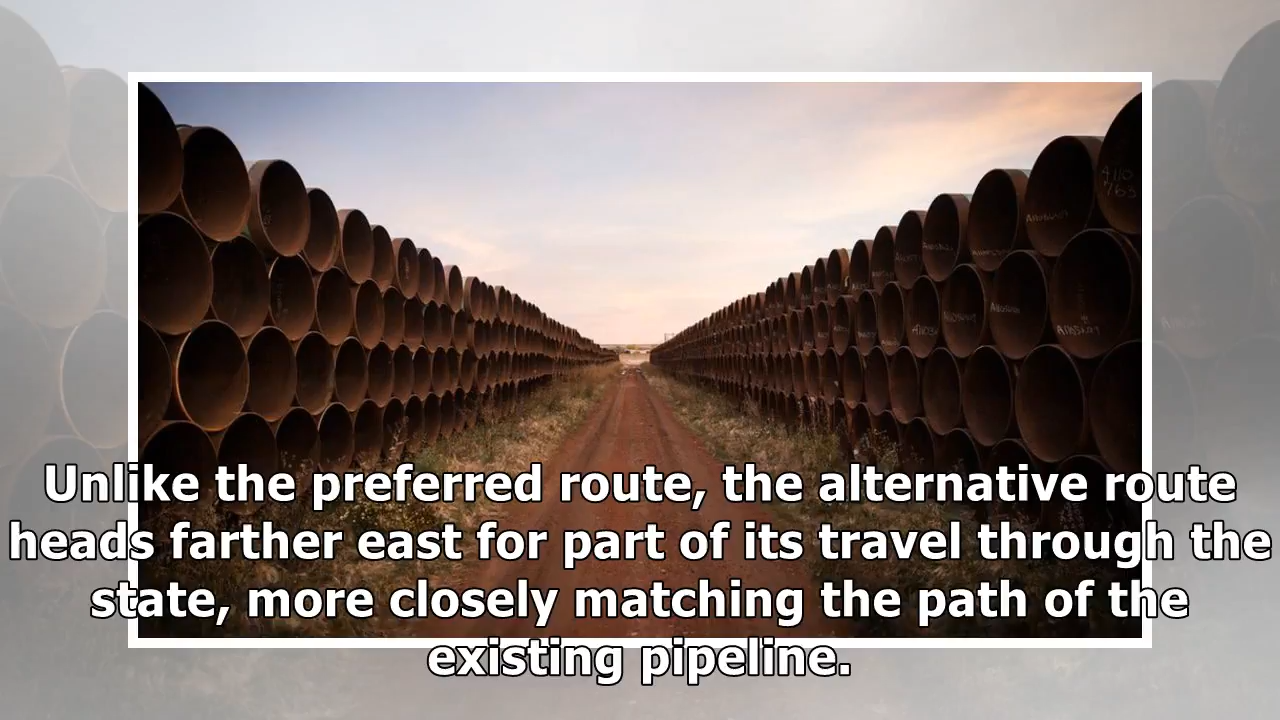 Unlike the preferred route, the alternative route
heads farther east for part of its travel through the
state, more closely matching the path of the
existing pipeline.